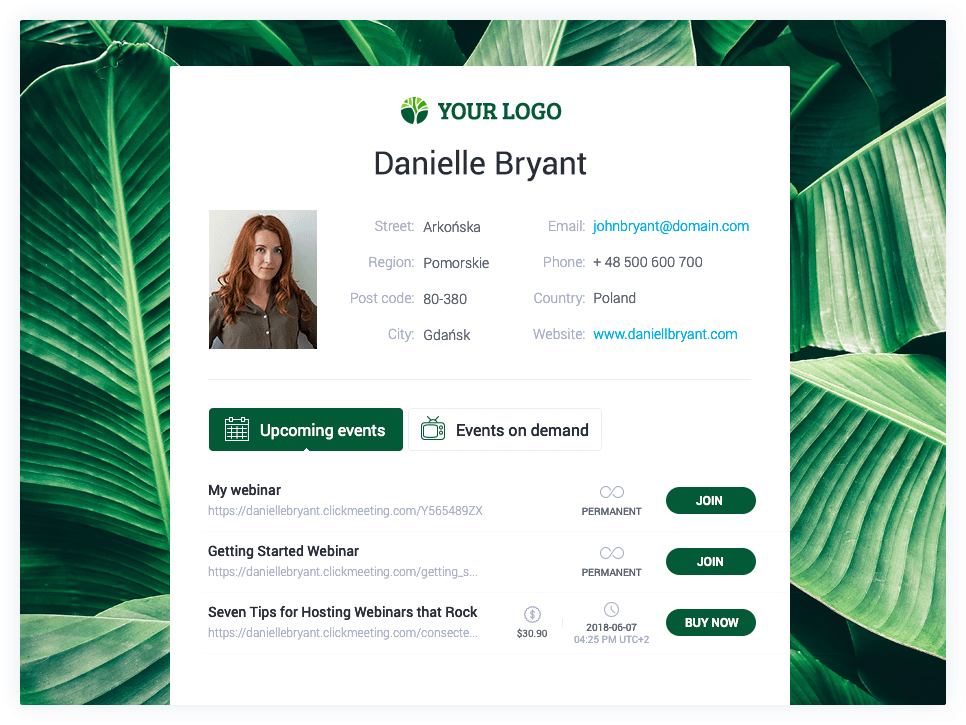 YOUR LOGO
Danielle Bryant
Street: Arkońska
Email: johnbryant@domain.com
Region: Pomorskie
Phone: + 48 500 600 700
Post code: 80-380
Country: Poland
City: Gdańsk
Website: www.daniellbryant.com
Upcoming events
Events on demand
My webinar
https://daniellebryant.clickmeeting.com/Y565489ZX
PERMANENT
JOIN
Getting Started Webinar
https://daniellebryant.clickmeeting.com/getting_s...
PERMANENT
JOIN
Seven Tips for Hosting Webinars that Rock
https://daniellebryant.clickmeeting.com/consecte...
$30.90
2018-06-07
04:25 PM UTC+2
BUY NOW